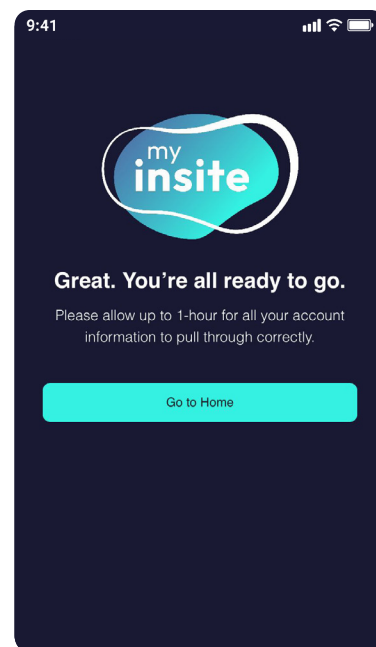 9:41
my
insite
Great. You’re all ready to go.
Please allow up to 1-hour for all your account
information to pull through correctly.
Go to Home